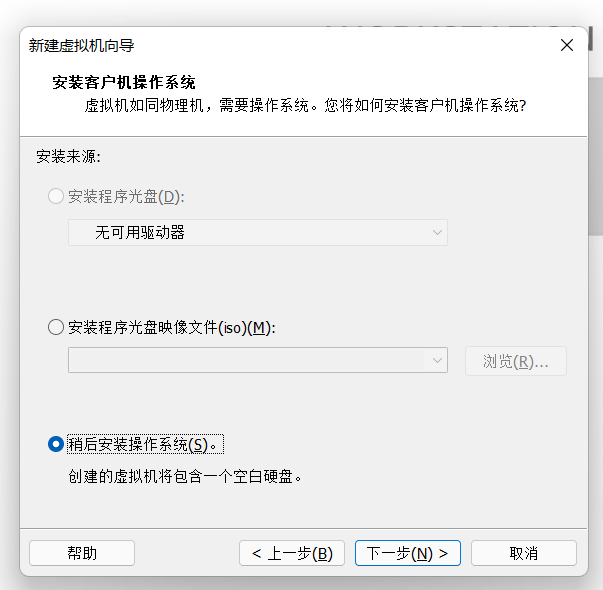 WORKSTATION
新建虚拟机向导
安装客户机操作系统
虚拟机如同物理机，需要操作系统。您将如何安装客户机操作系统?
安装来源:
安装程序光盘(D):
无可用驱动器
安装程序光盘映像文件(iso)(M):
浏览(R)...
稍后安装操作系统(S)。
创建的虚拟机将包含一个空白硬盘。
帮助
< 上一步(B)
下一步(N) >
取消